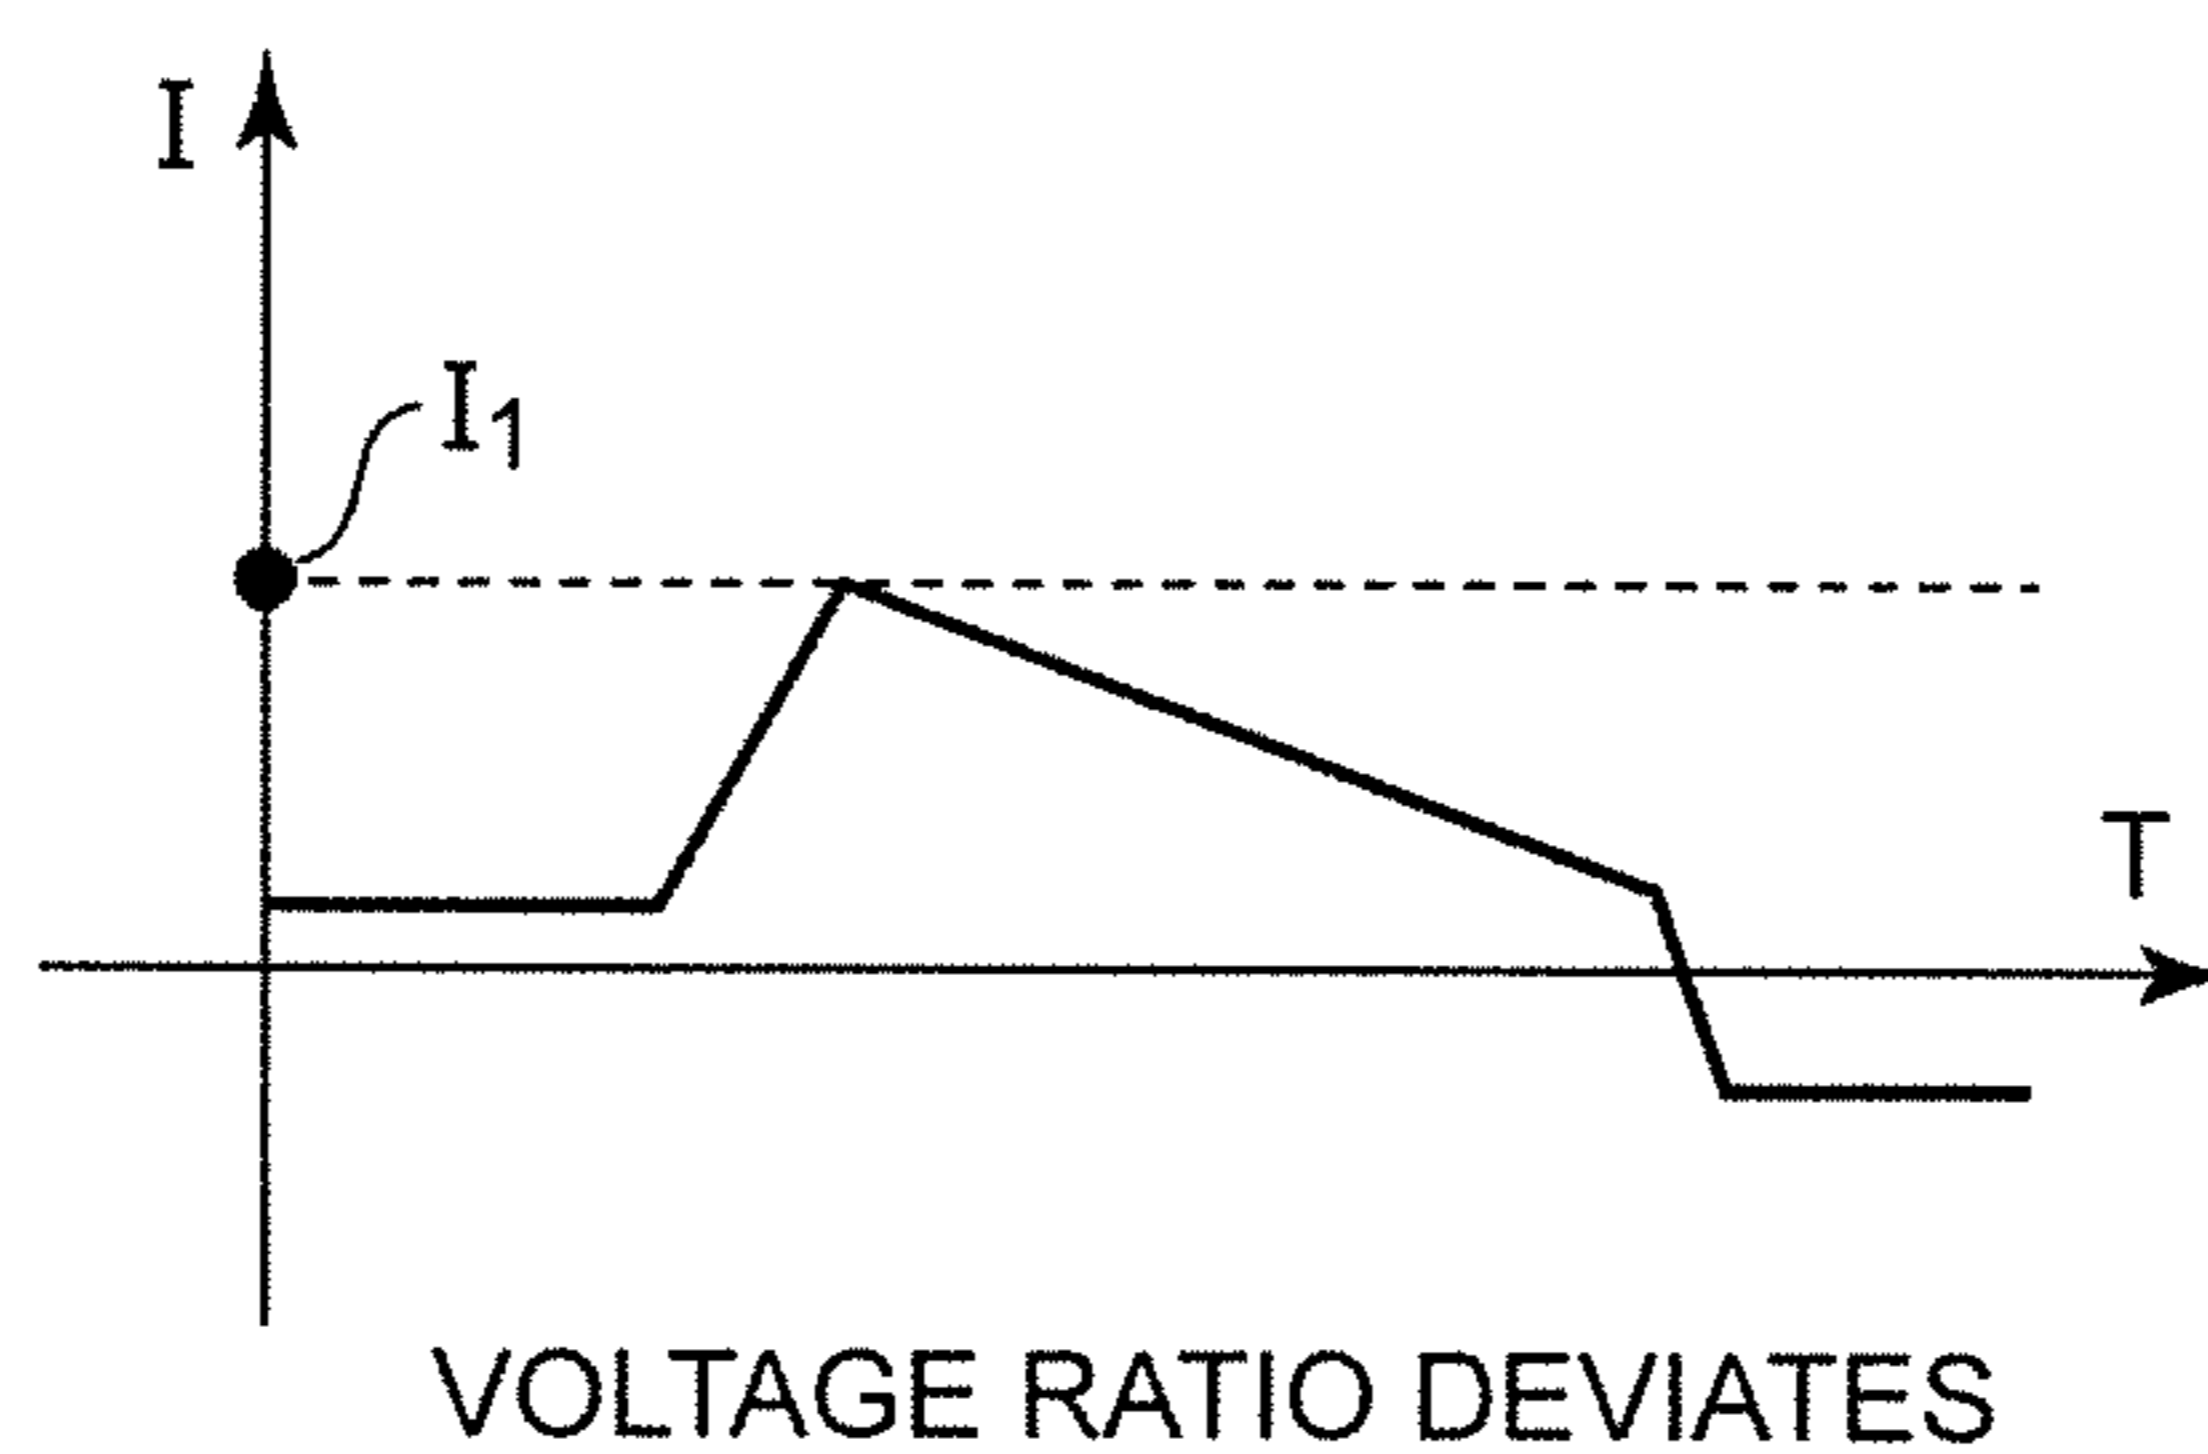 I
I₁
T
VOLTAGE RATIO DEVIATES